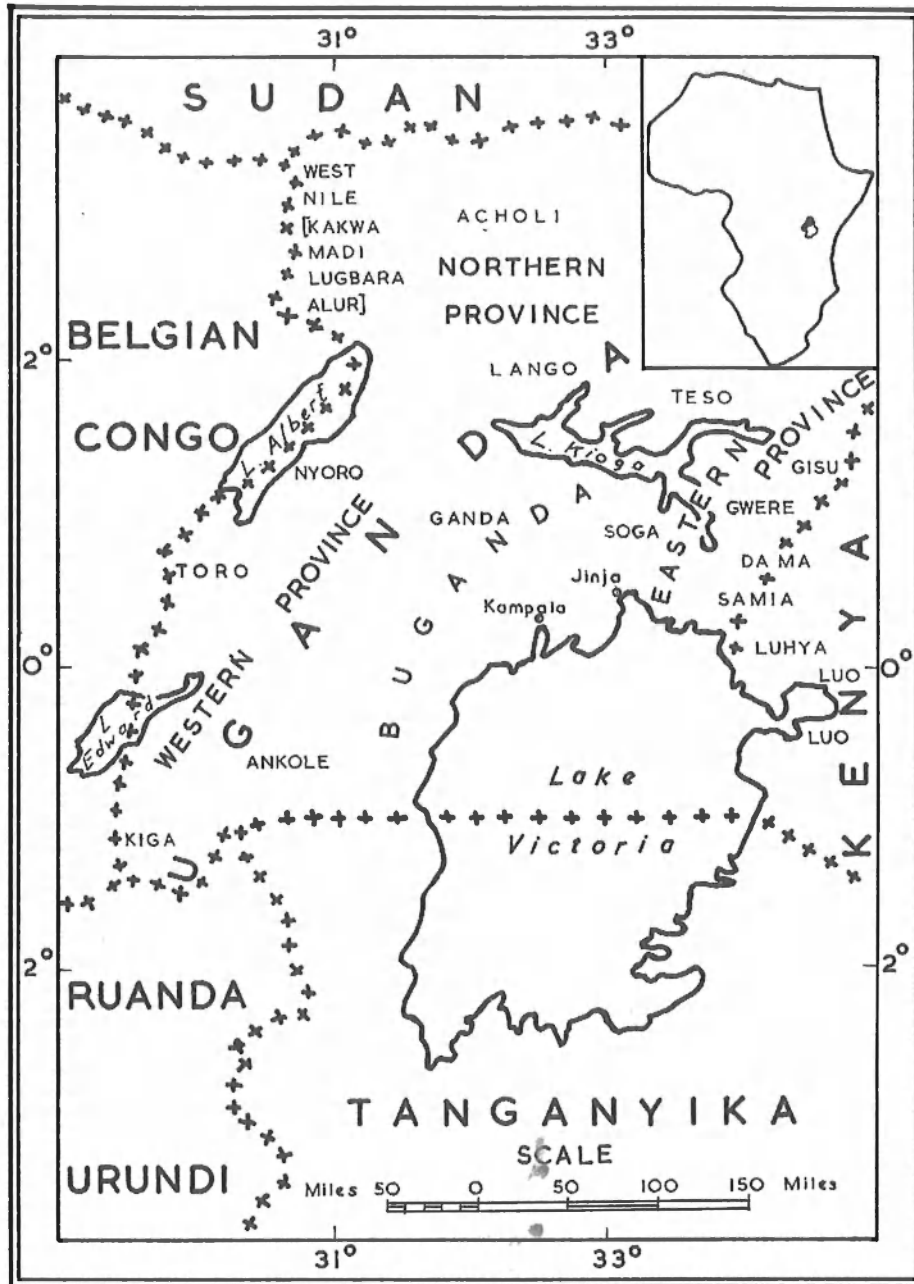 31° 33°
SUDAN
WEST
NILE
[KAKWA
MADI
LUGBARA
ALUR]
ACHOLI
NORTHERN
PROVINCE
BELGIAN
CONGO
2°
LANGO
TESO
L. Albert
L. Kioga
NYORO
EASTERN PROVINCE
GISU
GWERE
GANDA
SOGA
DAMA
TORO
WESTERN PROVINCE
BUGANDA
UGANDA
Jinja
Kampala
SAMIA
LUHYA
0° 0°
LUO
LUO
KENYA
L
Edward
ANKOLE
Lake
Victoria
KIGA
2° 2°
RUANDA
TANGANYIKA
URUNDI
SCALE
Miles 50 0 50 100 150 Miles
31° 33°